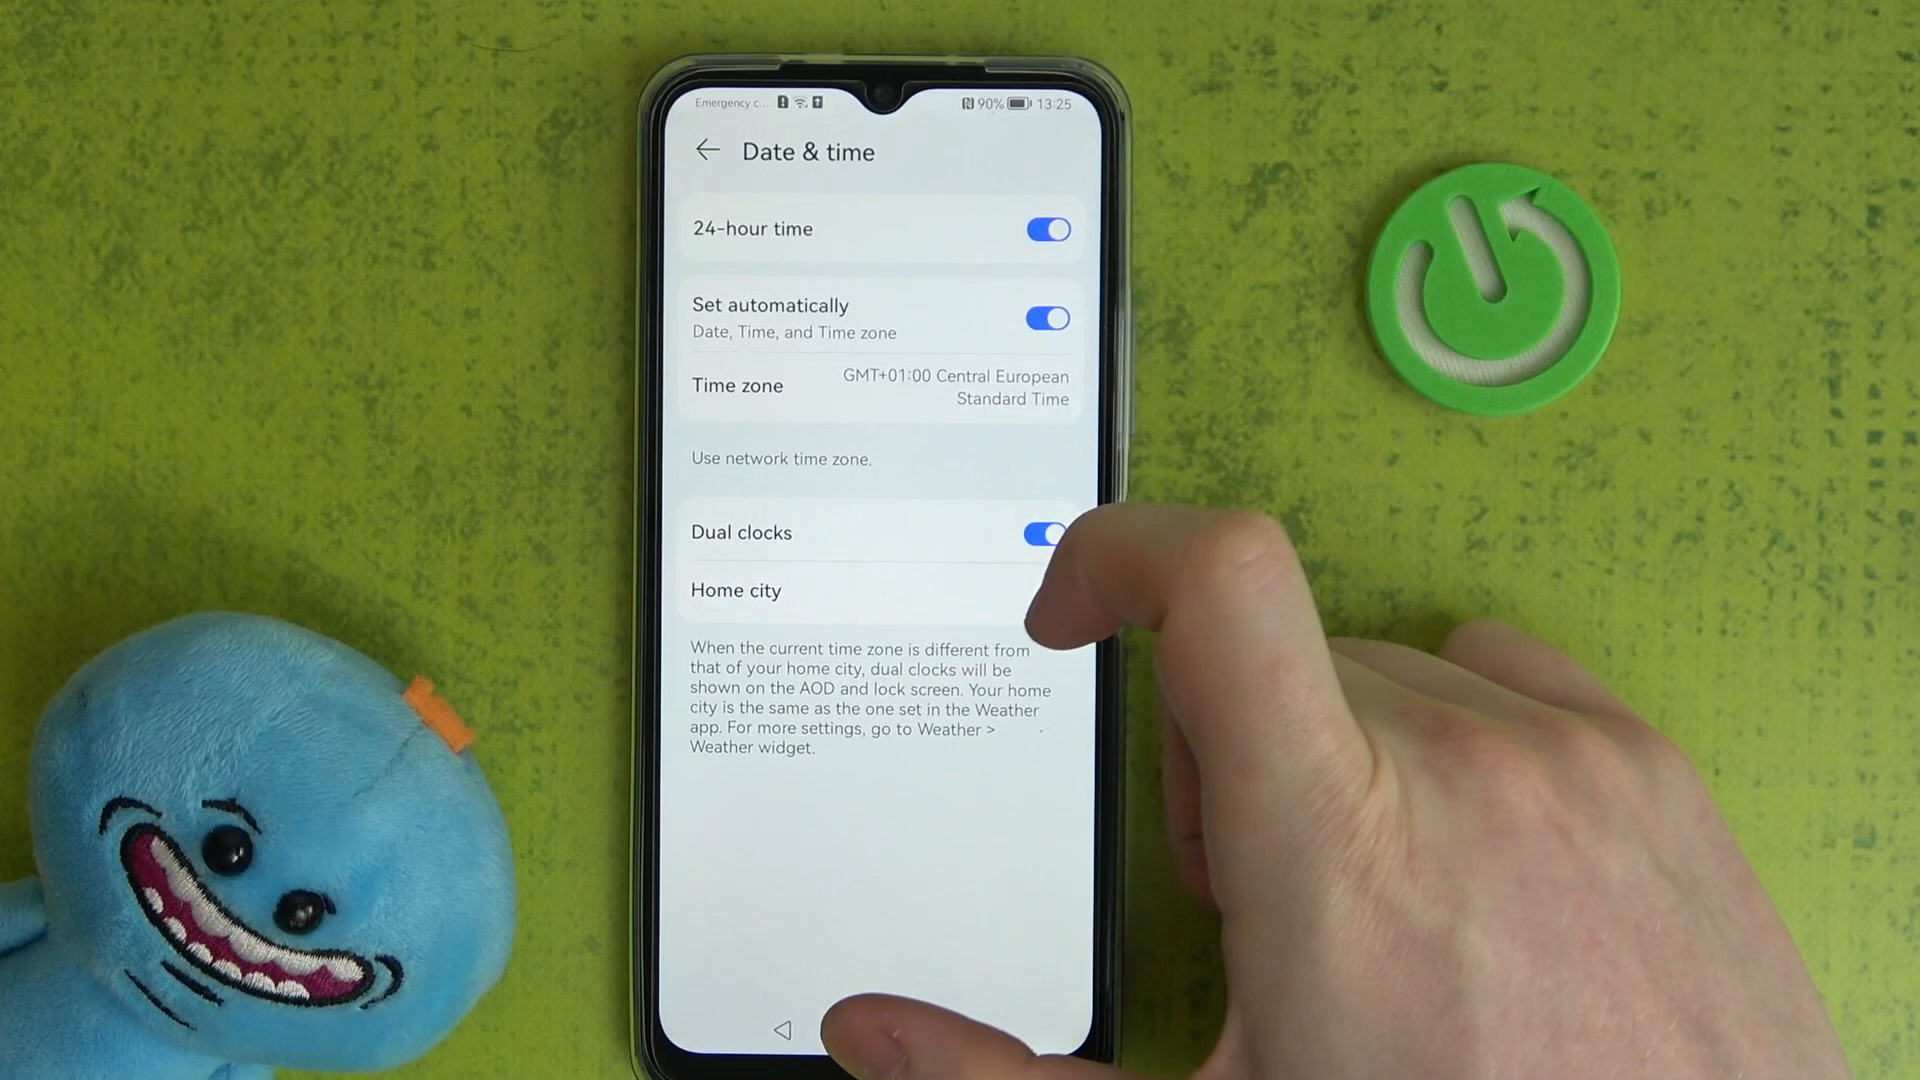 Emergency c... 90% 13:25
Date & time
24-hour time
Set automatically
Date, Time, and Time zone
Time zone
GMT+01:00 Central European
Standard Time
Use network time zone.
Dual clocks
Home city
When the current time zone is different from
that of your home city, dual clocks will be
shown on the AOD and lock screen. Your home
city is the same as the one set in the Weather
app. For more settings, go to Weather >
Weather widget.